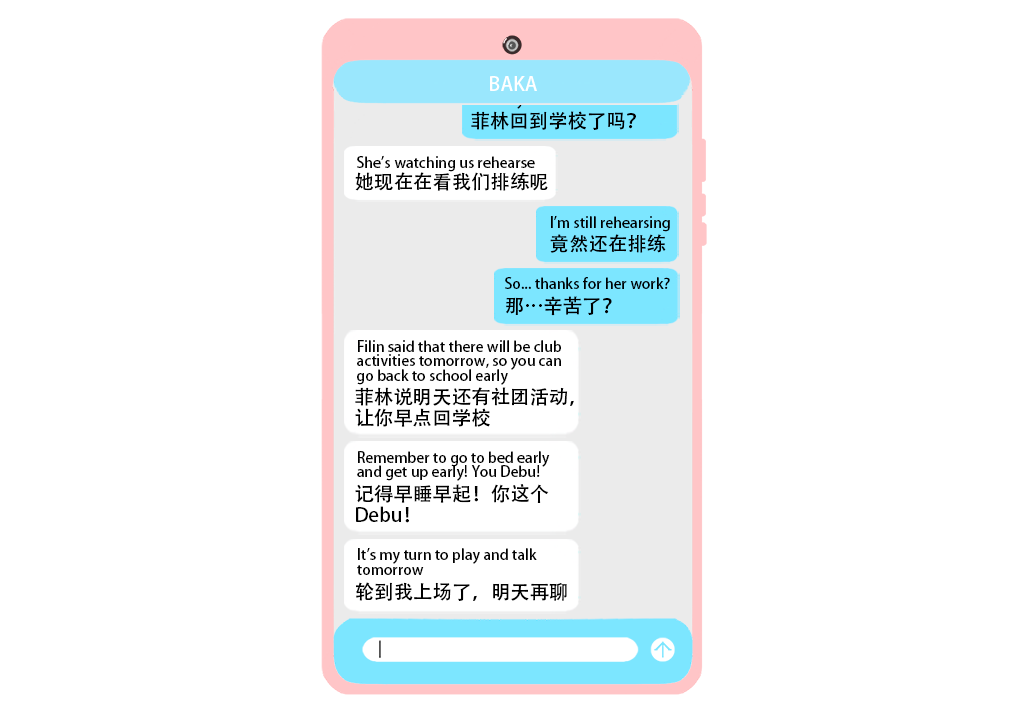 BAKA
菲林回到学校了吗？
She's watching us rehearse
她现在在看我们排练呢
I'm still rehearsing
竟然还在排练
So... thanks for her work?
那…辛苦了？
Filin said that there will be club
activities tomorrow, so you can
go back to school early
菲林说明天还有社团活动，
让你早点回学校
Remember to go to bed early
and get up early! You Debu!
记得早睡早起！你这个
Debu！
It's my turn to play and talk
tomorrow
轮到我上场了，明天再聊